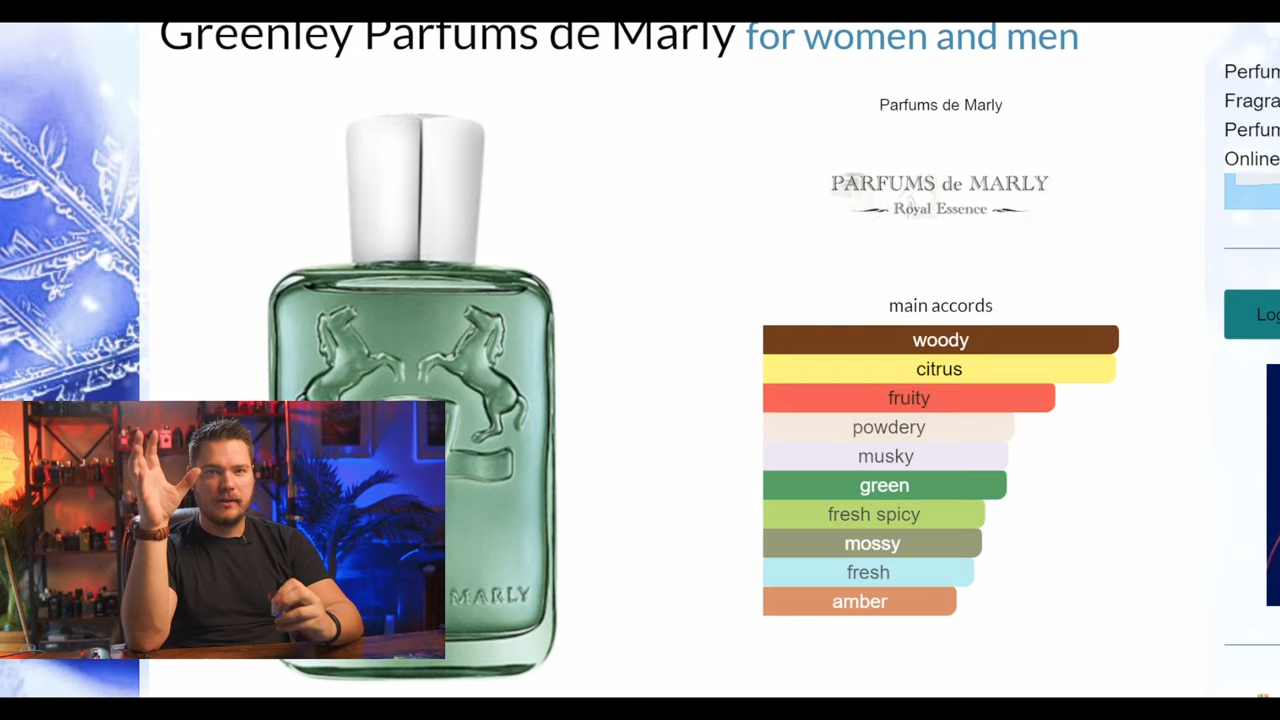 Greenley Parfums de Marly for women and men
Parfums de Marly
PARFUMS de MARLY
Royal Essence
main accords
woody
citrus
fruity
powdery
musky
green
fresh spicy
mossy
fresh
amber
MARLY
Perfum
Fragra
Perfum
Online
Log